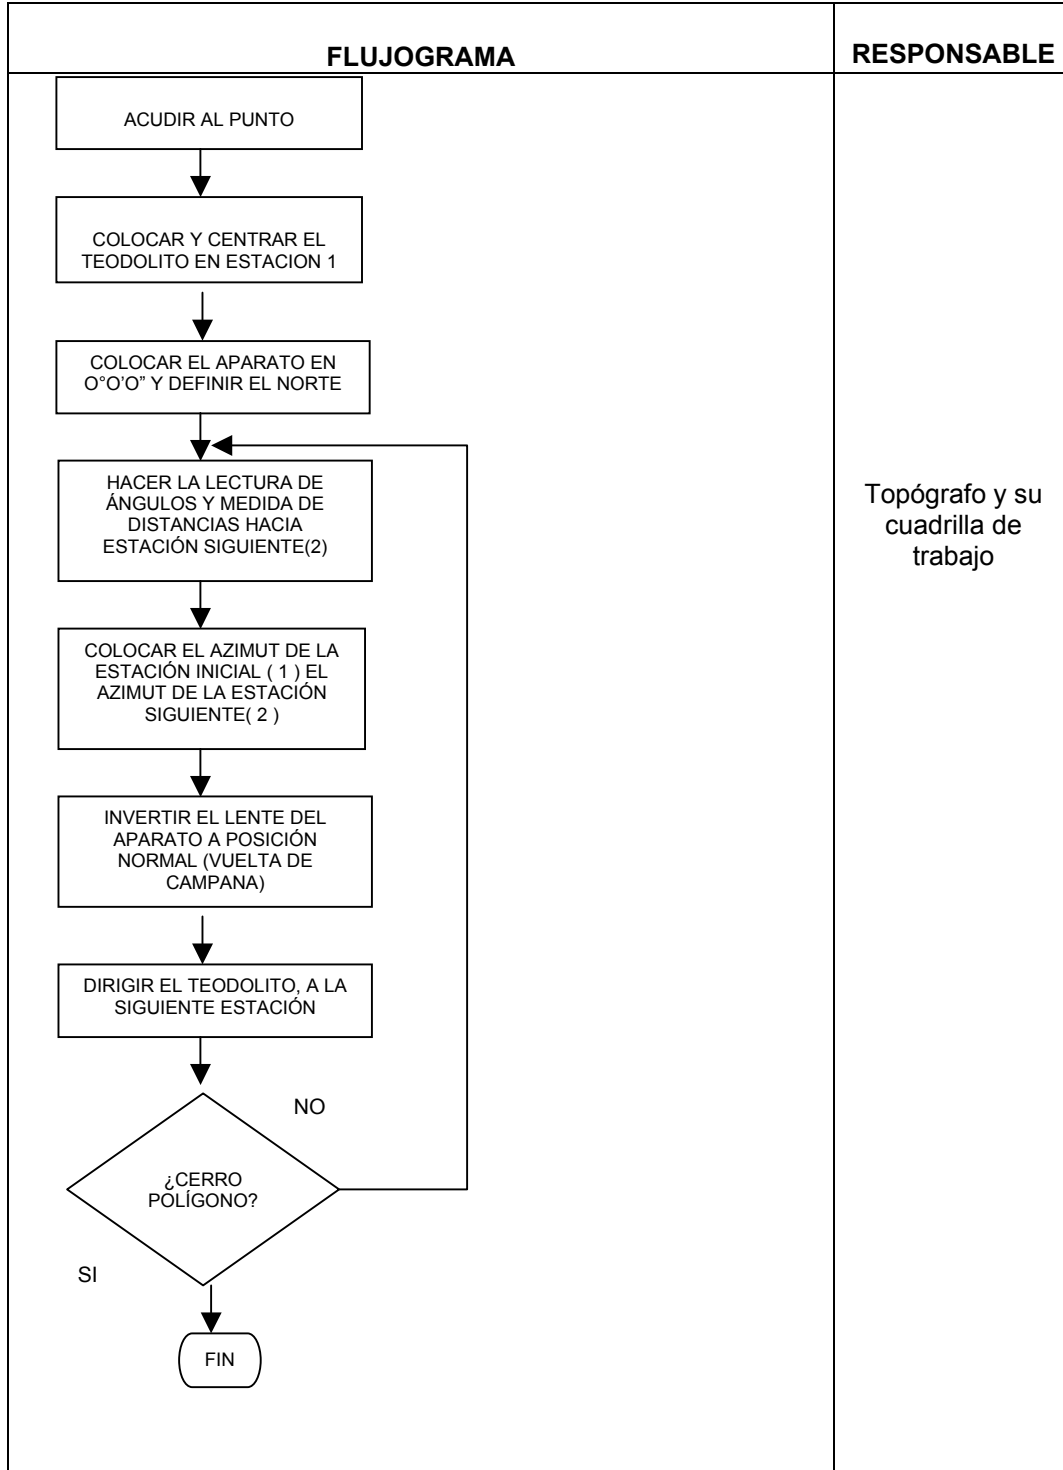 FLUJOGRAMA
RESPONSABLE
ACUDIR AL PUNTO
COLOCAR Y CENTRAR EL
TEODOLITO EN ESTACION 1
COLOCAR EL APARATO EN
O°O'O” Y DEFINIR EL NORTE
HACER LA LECTURA DE
ÁNGULOS Y MEDIDA DE
DISTANCIAS HACIA
ESTACIÓN SIGUIENTE(2)
Topógrafo y su
cuadrilla de
trabajo
COLOCAR EL AZIMUT DE LA
ESTACIÓN INICIAL ( 1 ) EL
AZIMUT DE LA ESTACIÓN
SIGUIENTE( 2 )
INVERTIR EL LENTE DEL
APARATO A POSICIÓN
NORMAL (VUELTA DE
CAMPANA)
DIRIGIR EL TEODOLITO, A LA
SIGUIENTE ESTACIÓN
NO
¿CERRO
POLÍGONO?
SI
FIN